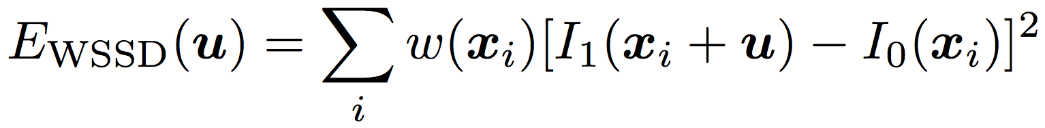 E_WSSD(u) = ∑_i w(x_i)[I_1(x_i + u) − I_0(x_i)]^2